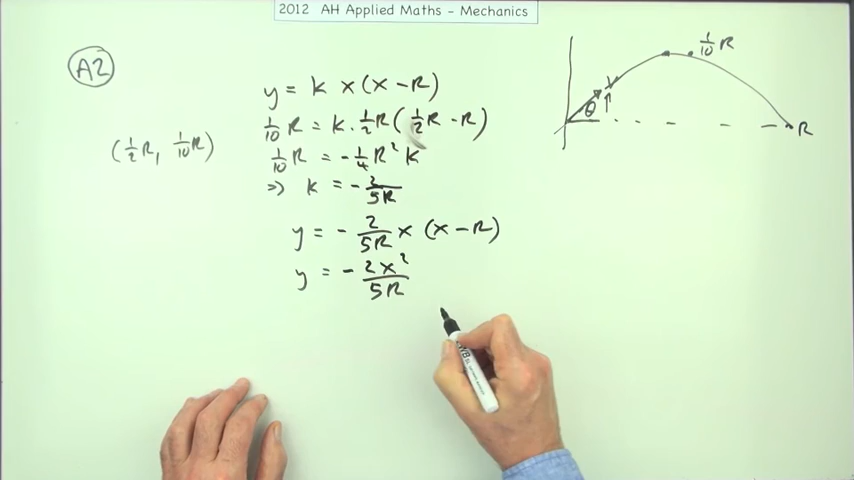 2012 AH Applied Maths - Mechanics
A2
y = k x (x - R)
1/10 R = k . 1/2 R ( 1/2 R - R )
(1/2 R, 1/10 R)
1/10 R = - 1/4 R² k
=> k = - 2/5R
y = - 2/5R x (x - R)
y = - 2x²/5R
1/10 R
V
θ
R